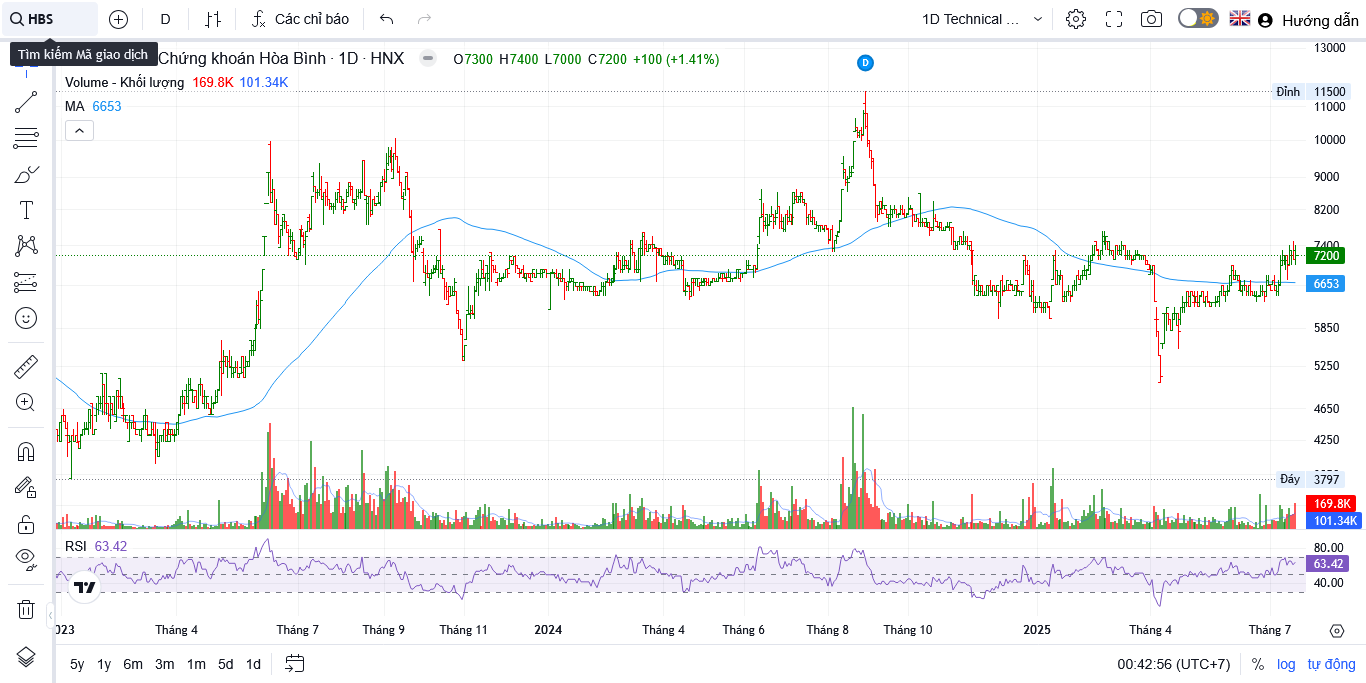 HBS
D
Các chỉ báo
1D Technical ...
Hướng dẫn
Tìm kiếm Mã giao dịch
Chứng khoán Hòa Bình · 1D · HNX
O7300 H7400 L7000 C7200 +100 (+1.41%)
Volume - Khối lượng 169.8K 101.34K
MA 6653
D
13000
Đỉnh 11500
11000
10000
9000
8200
7400
7200
6653
5850
5250
4650
4250
Đáy 3797
169.8K
101.34K
RSI 63.42
80.00
63.42
40.00
023 Tháng 4 Tháng 7 Tháng 9 Tháng 11 2024 Tháng 4 Tháng 6 Tháng 8 Tháng 10 2025 Tháng 4 Tháng 7
5y 1y 6m 3m 1m 5d 1d
00:42:56 (UTC+7) % log tự động